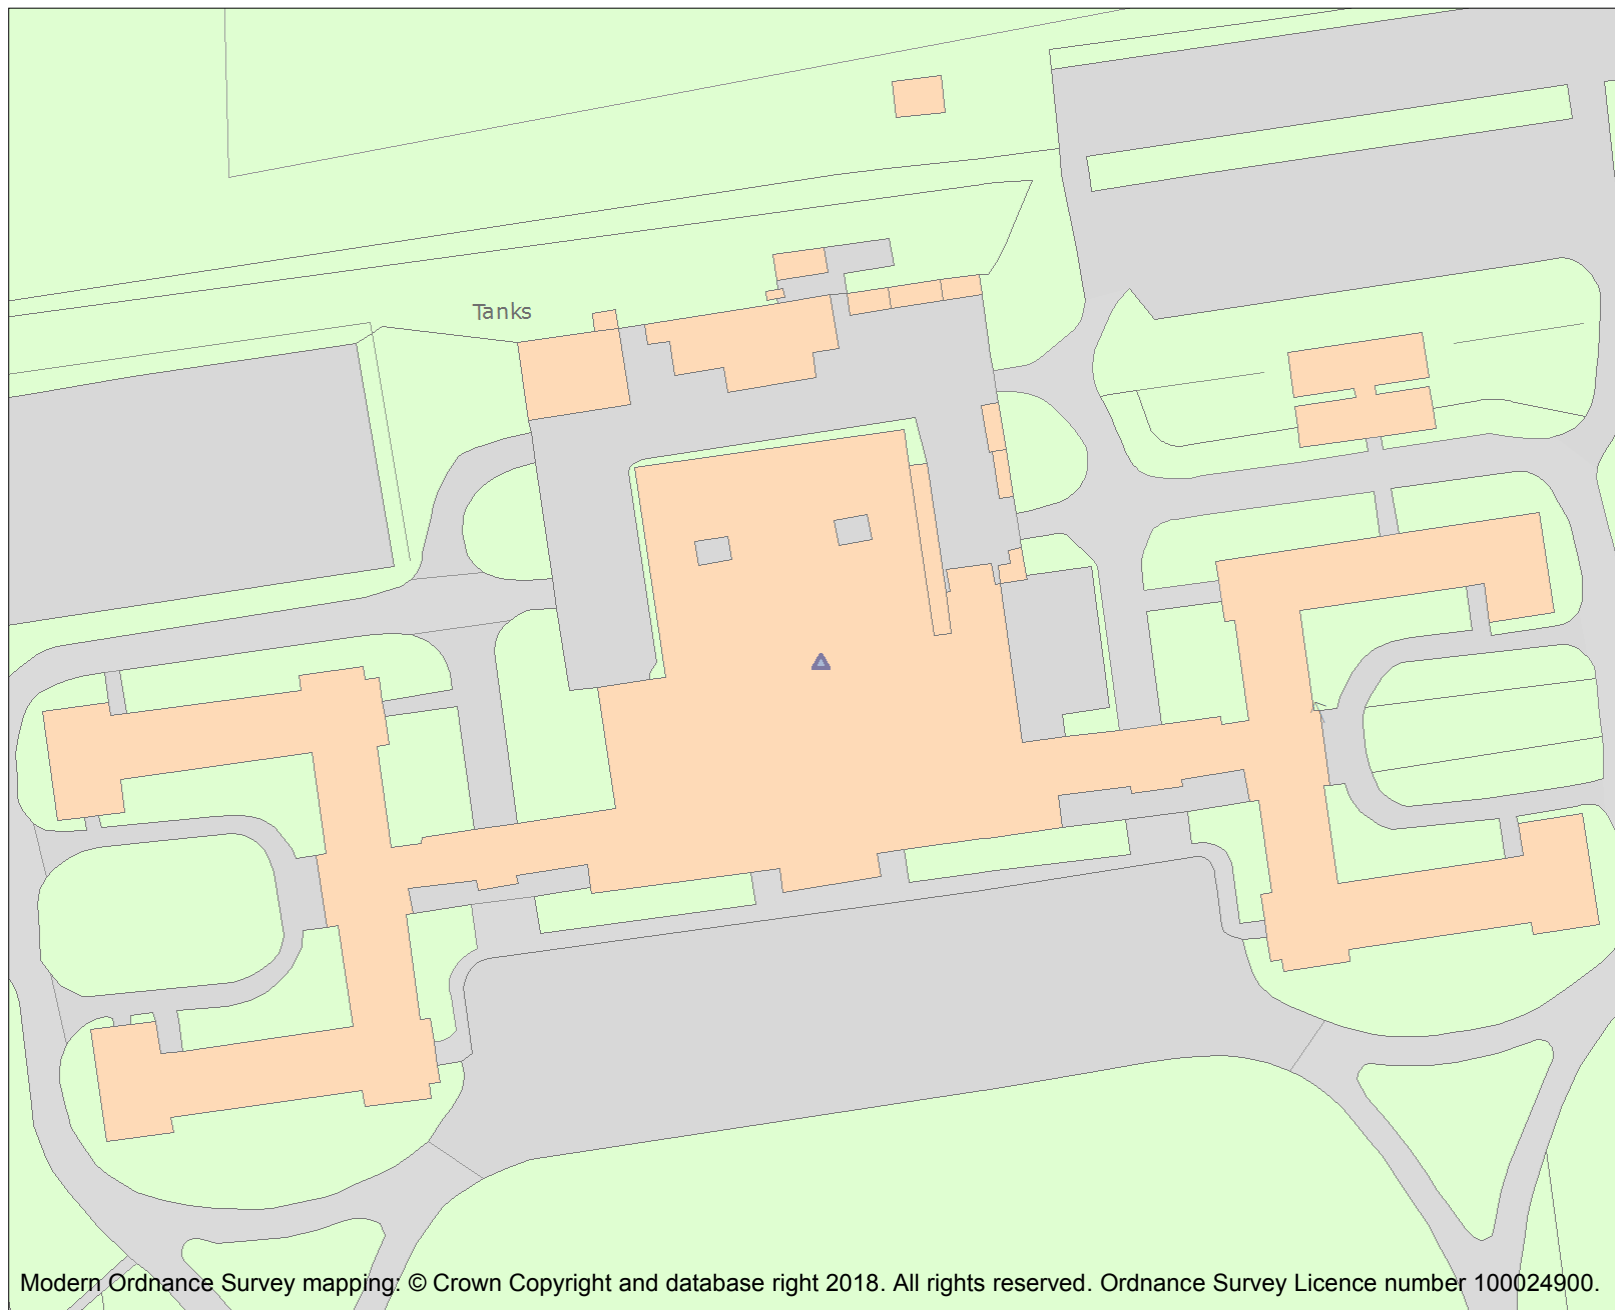 Tanks
Modern Ordnance Survey mapping: © Crown Copyright and database right 2018. All rights reserved. Ordnance Survey Licence number 100024900.